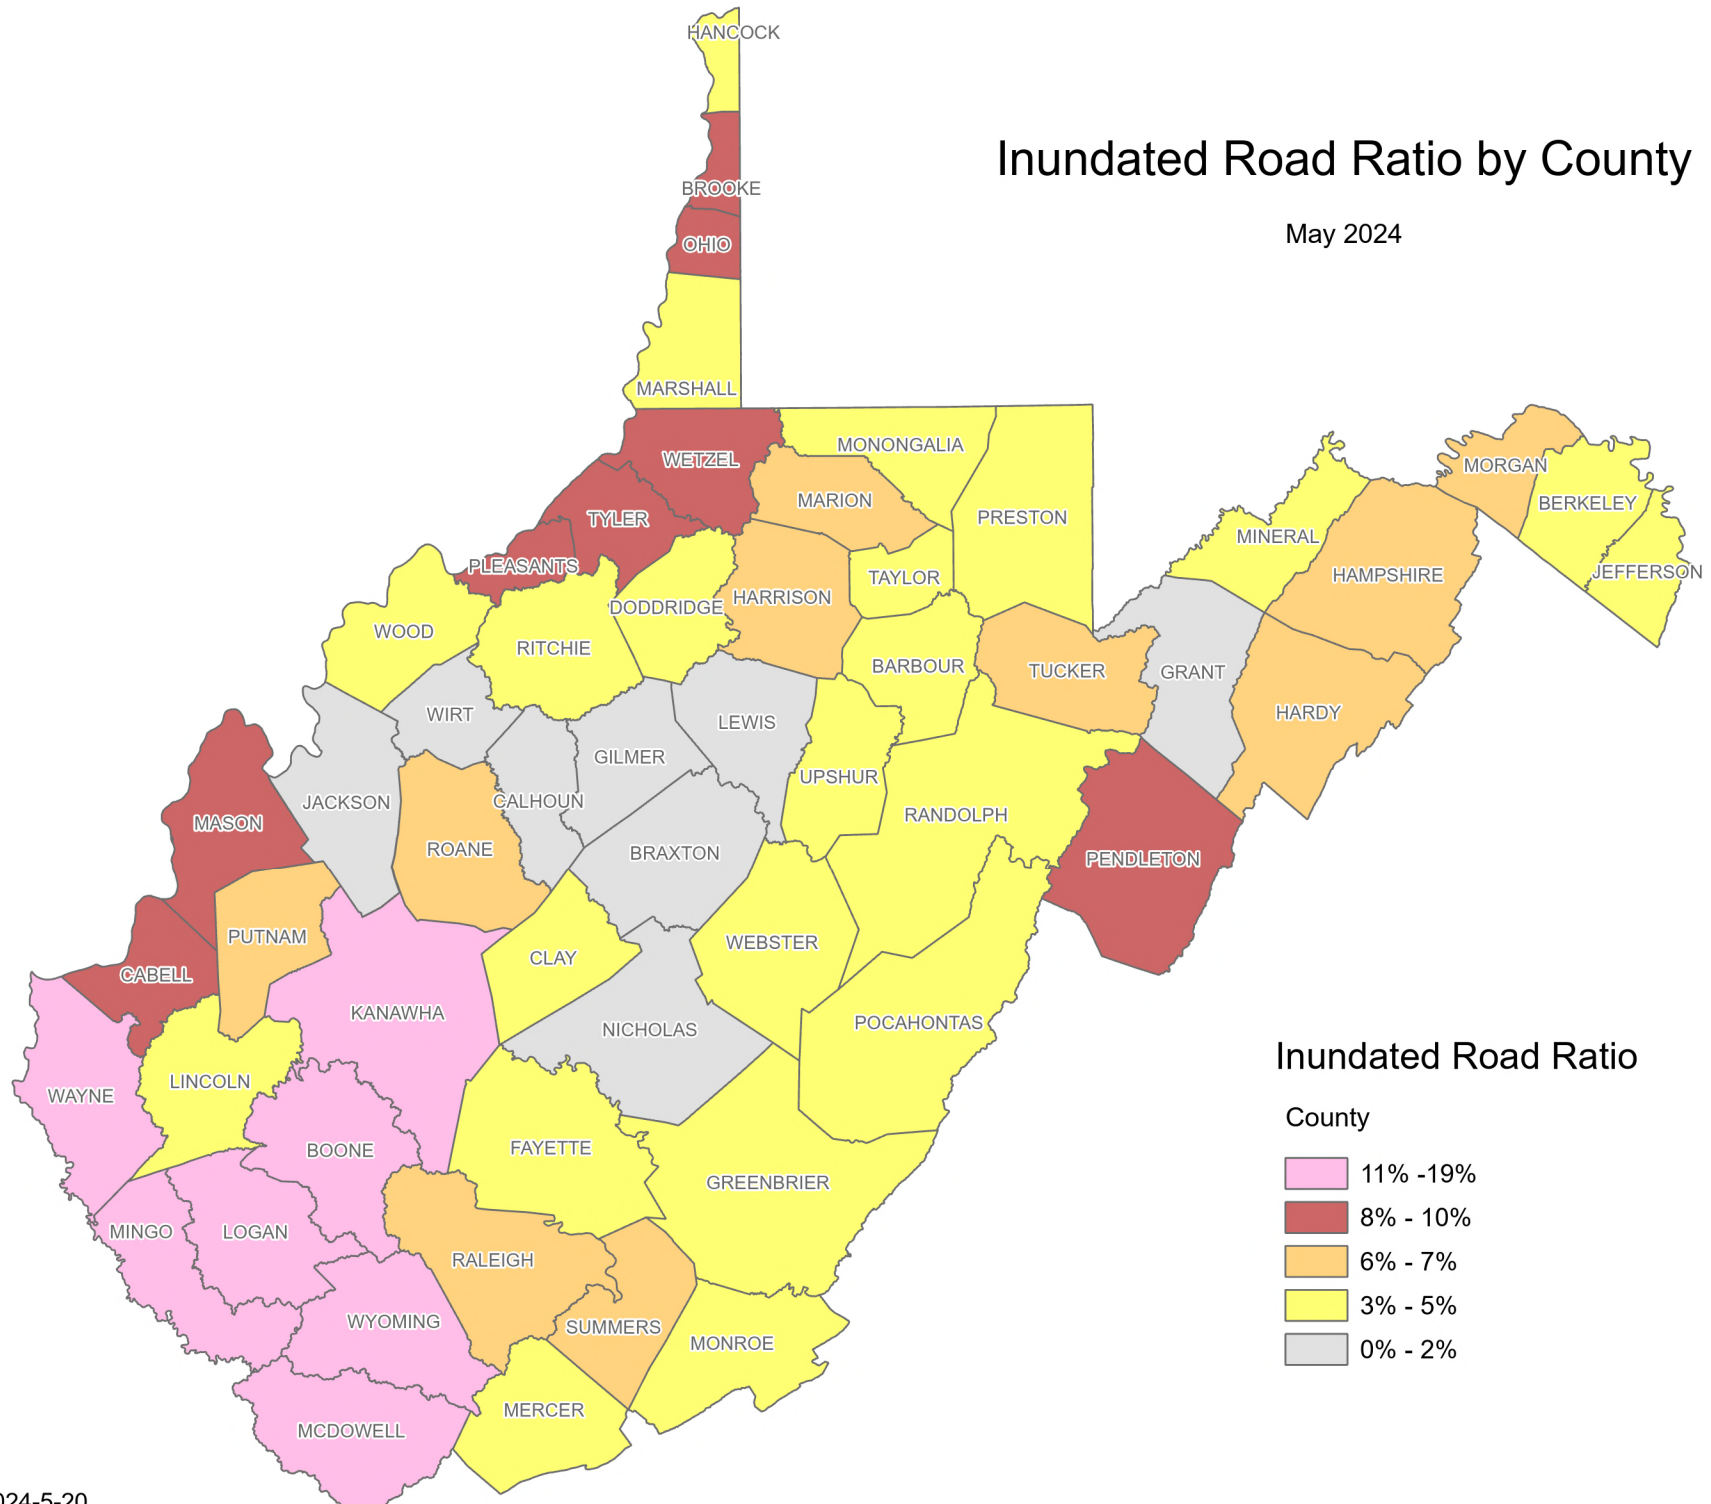 HANCOCK
Inundated Road Ratio by County
BROOKE
May 2024
OHIO
MARSHALL
MONONGALIA
WETZEL
MORGAN
MARION
BERKELEY
TYLER
PRESTON
MINERAL
PLEASANTS
JEFFERSON
HAMPSHIRE
TAYLOR
HARRISON
DODDRIDGE
WOOD
RITCHIE
BARBOUR
TUCKER
GRANT
HARDY
WIRT
LEWIS
GILMER
UPSHUR
JACKSON
CALHOUN
RANDOLPH
MASON
ROANE
BRAXTON
PENDLETON
PUTNAM
WEBSTER
CLAY
CABELL
KANAWHA
POCAHONTAS
NICHOLAS
Inundated Road Ratio
LINCOLN
WAYNE
County
FAYETTE
BOONE
11% -19%
GREENBRIER
8% - 10%
MINGO
LOGAN
RALEIGH
6% - 7%
3% - 5%
WYOMING
SUMMERS
MONROE
0% - 2%
MERCER
MCDOWELL
024-5-20